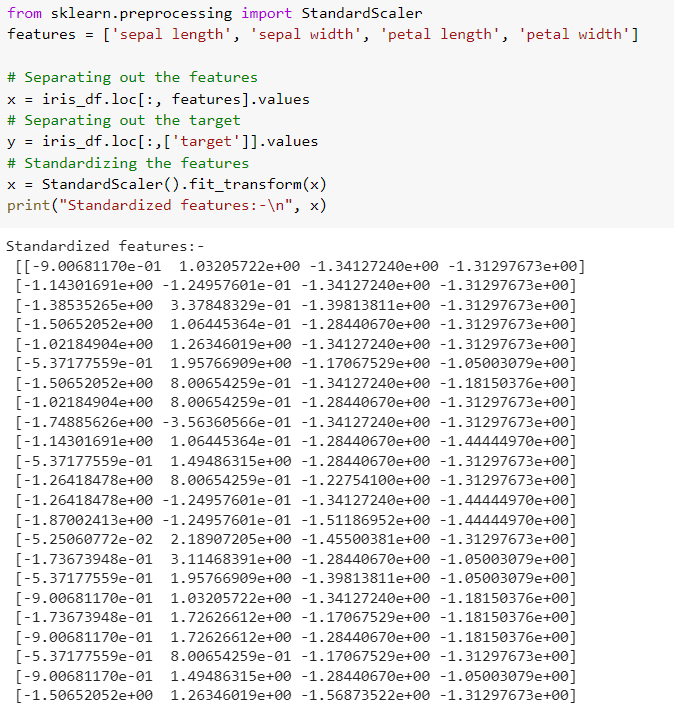 from sklearn.preprocessing import StandardScaler
features = ['sepal length', 'sepal width', 'petal length', 'petal width']
# Separating out the features
x = iris_df.loc[:, features].values
# Separating out the target
y = iris_df.loc[:,['target']].values
# Standardizing the features
x = StandardScaler().fit_transform(x)
print("Standardized features:-\n", x)
Standardized features:-
[[-9.00681170e-01  1.03205722e+00 -1.34127240e+00 -1.31297673e+00]
[-1.14301691e+00 -1.24957601e-01 -1.34127240e+00 -1.31297673e+00]
[-1.38535265e+00  3.37848329e-01 -1.39813811e+00 -1.31297673e+00]
[-1.50652052e+00  1.06445364e-01 -1.28440670e+00 -1.31297673e+00]
[-1.02184904e+00  1.26346019e+00 -1.34127240e+00 -1.31297673e+00]
[-5.37177559e-01  1.95766909e+00 -1.17067529e+00 -1.05003079e+00]
[-1.50652052e+00  8.00654259e-01 -1.34127240e+00 -1.18150376e+00]
[-1.02184904e+00  8.00654259e-01 -1.28440670e+00 -1.31297673e+00]
[-1.74885626e+00 -3.56360566e-01 -1.34127240e+00 -1.31297673e+00]
[-1.14301691e+00  1.06445364e-01 -1.28440670e+00 -1.44444970e+00]
[-5.37177559e-01  1.49486315e+00 -1.28440670e+00 -1.31297673e+00]
[-1.26418478e+00  8.00654259e-01 -1.22754100e+00 -1.31297673e+00]
[-1.26418478e+00 -1.24957601e-01 -1.34127240e+00 -1.44444970e+00]
[-1.87002413e+00 -1.24957601e-01 -1.51186952e+00 -1.44444970e+00]
[-5.25060772e-02  2.18907205e+00 -1.45500381e+00 -1.31297673e+00]
[-1.73673948e-01  3.11468391e+00 -1.28440670e+00 -1.05003079e+00]
[-5.37177559e-01  1.95766909e+00 -1.39813811e+00 -1.05003079e+00]
[-9.00681170e-01  1.03205722e+00 -1.34127240e+00 -1.18150376e+00]
[-1.73673948e-01  1.72626612e+00 -1.17067529e+00 -1.18150376e+00]
[-9.00681170e-01  1.72626612e+00 -1.28440670e+00 -1.18150376e+00]
[-5.37177559e-01  8.00654259e-01 -1.17067529e+00 -1.31297673e+00]
[-9.00681170e-01  1.49486315e+00 -1.28440670e+00 -1.05003079e+00]
[-1.50652052e+00  1.26346019e+00 -1.56873522e+00 -1.31297673e+00]